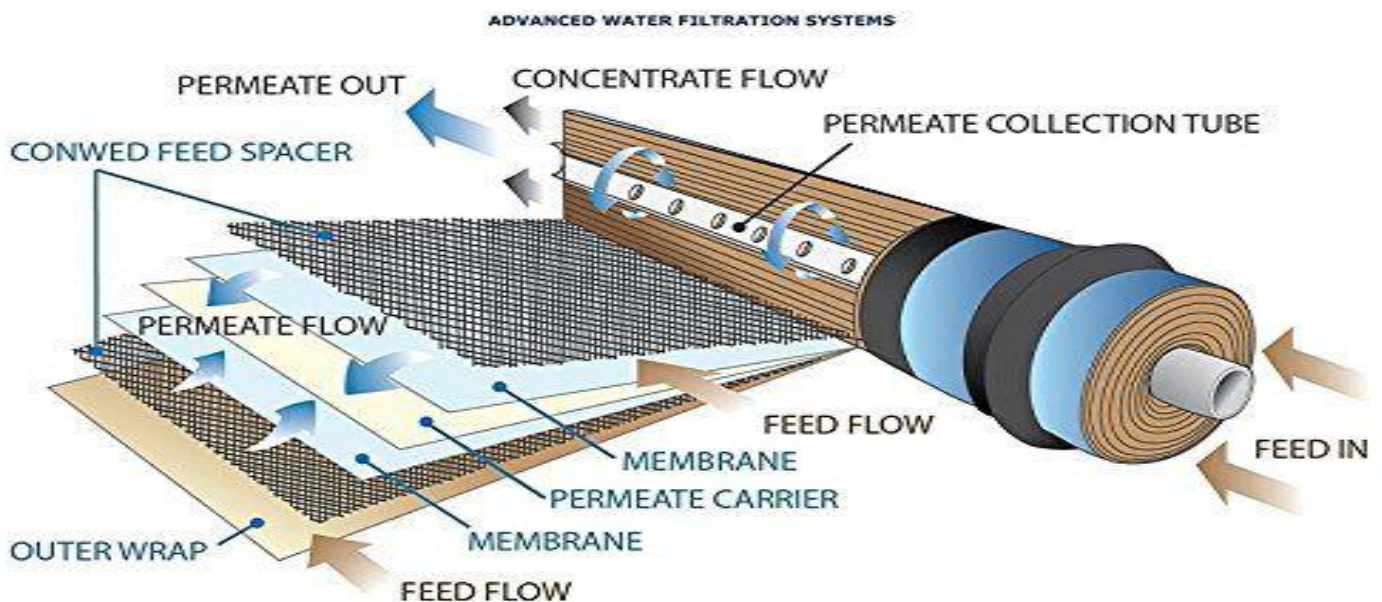 ADVANCED WATER FILTRATION SYSTEMS
PERMEATE OUT
CONCENTRATE FLOW
PERMEATE COLLECTION TUBE
CONWED FEED SPACER
PERMEATE FLOW
FEED FLOW
FEED IN
MEMBRANE
PERMEATE CARRIER
OUTER WRAP
MEMBRANE
FEED FLOW